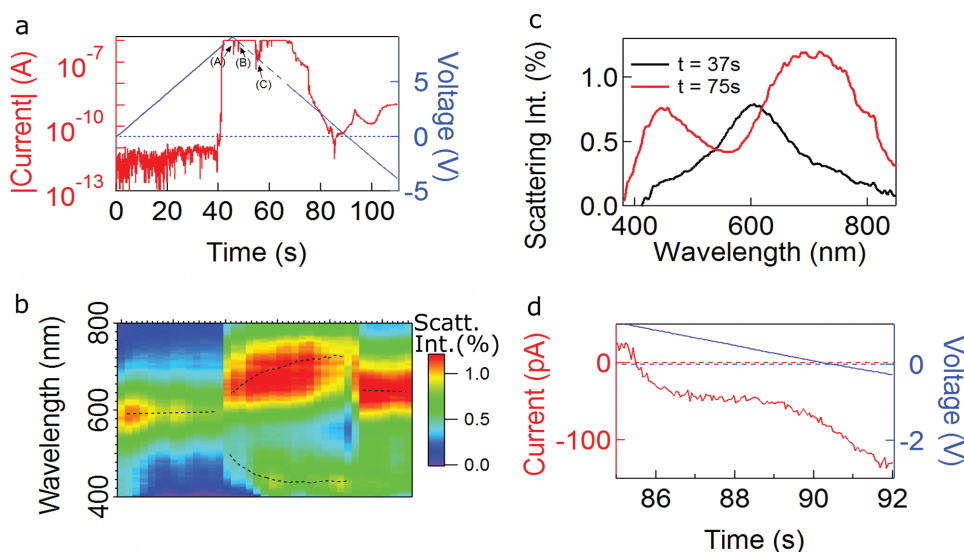 a
|Current| (A)
10-7
10-10
10-13
(A)
(B)
(C)
5
0
-5
Voltage (V)
0 20 40 60 80 100
Time (s)
b
Wavelength (nm)
800
600
400
Scatt.
Int.(%)
1.0
0.5
0.0
c
Scattering Int. (%)
1.0
0.5
0.0
t = 37s
t = 75s
400 600 800
Wavelength (nm)
d
Current (pA)
0
-100
0
-2
Voltage (V)
86 88 90 92
Time (s)